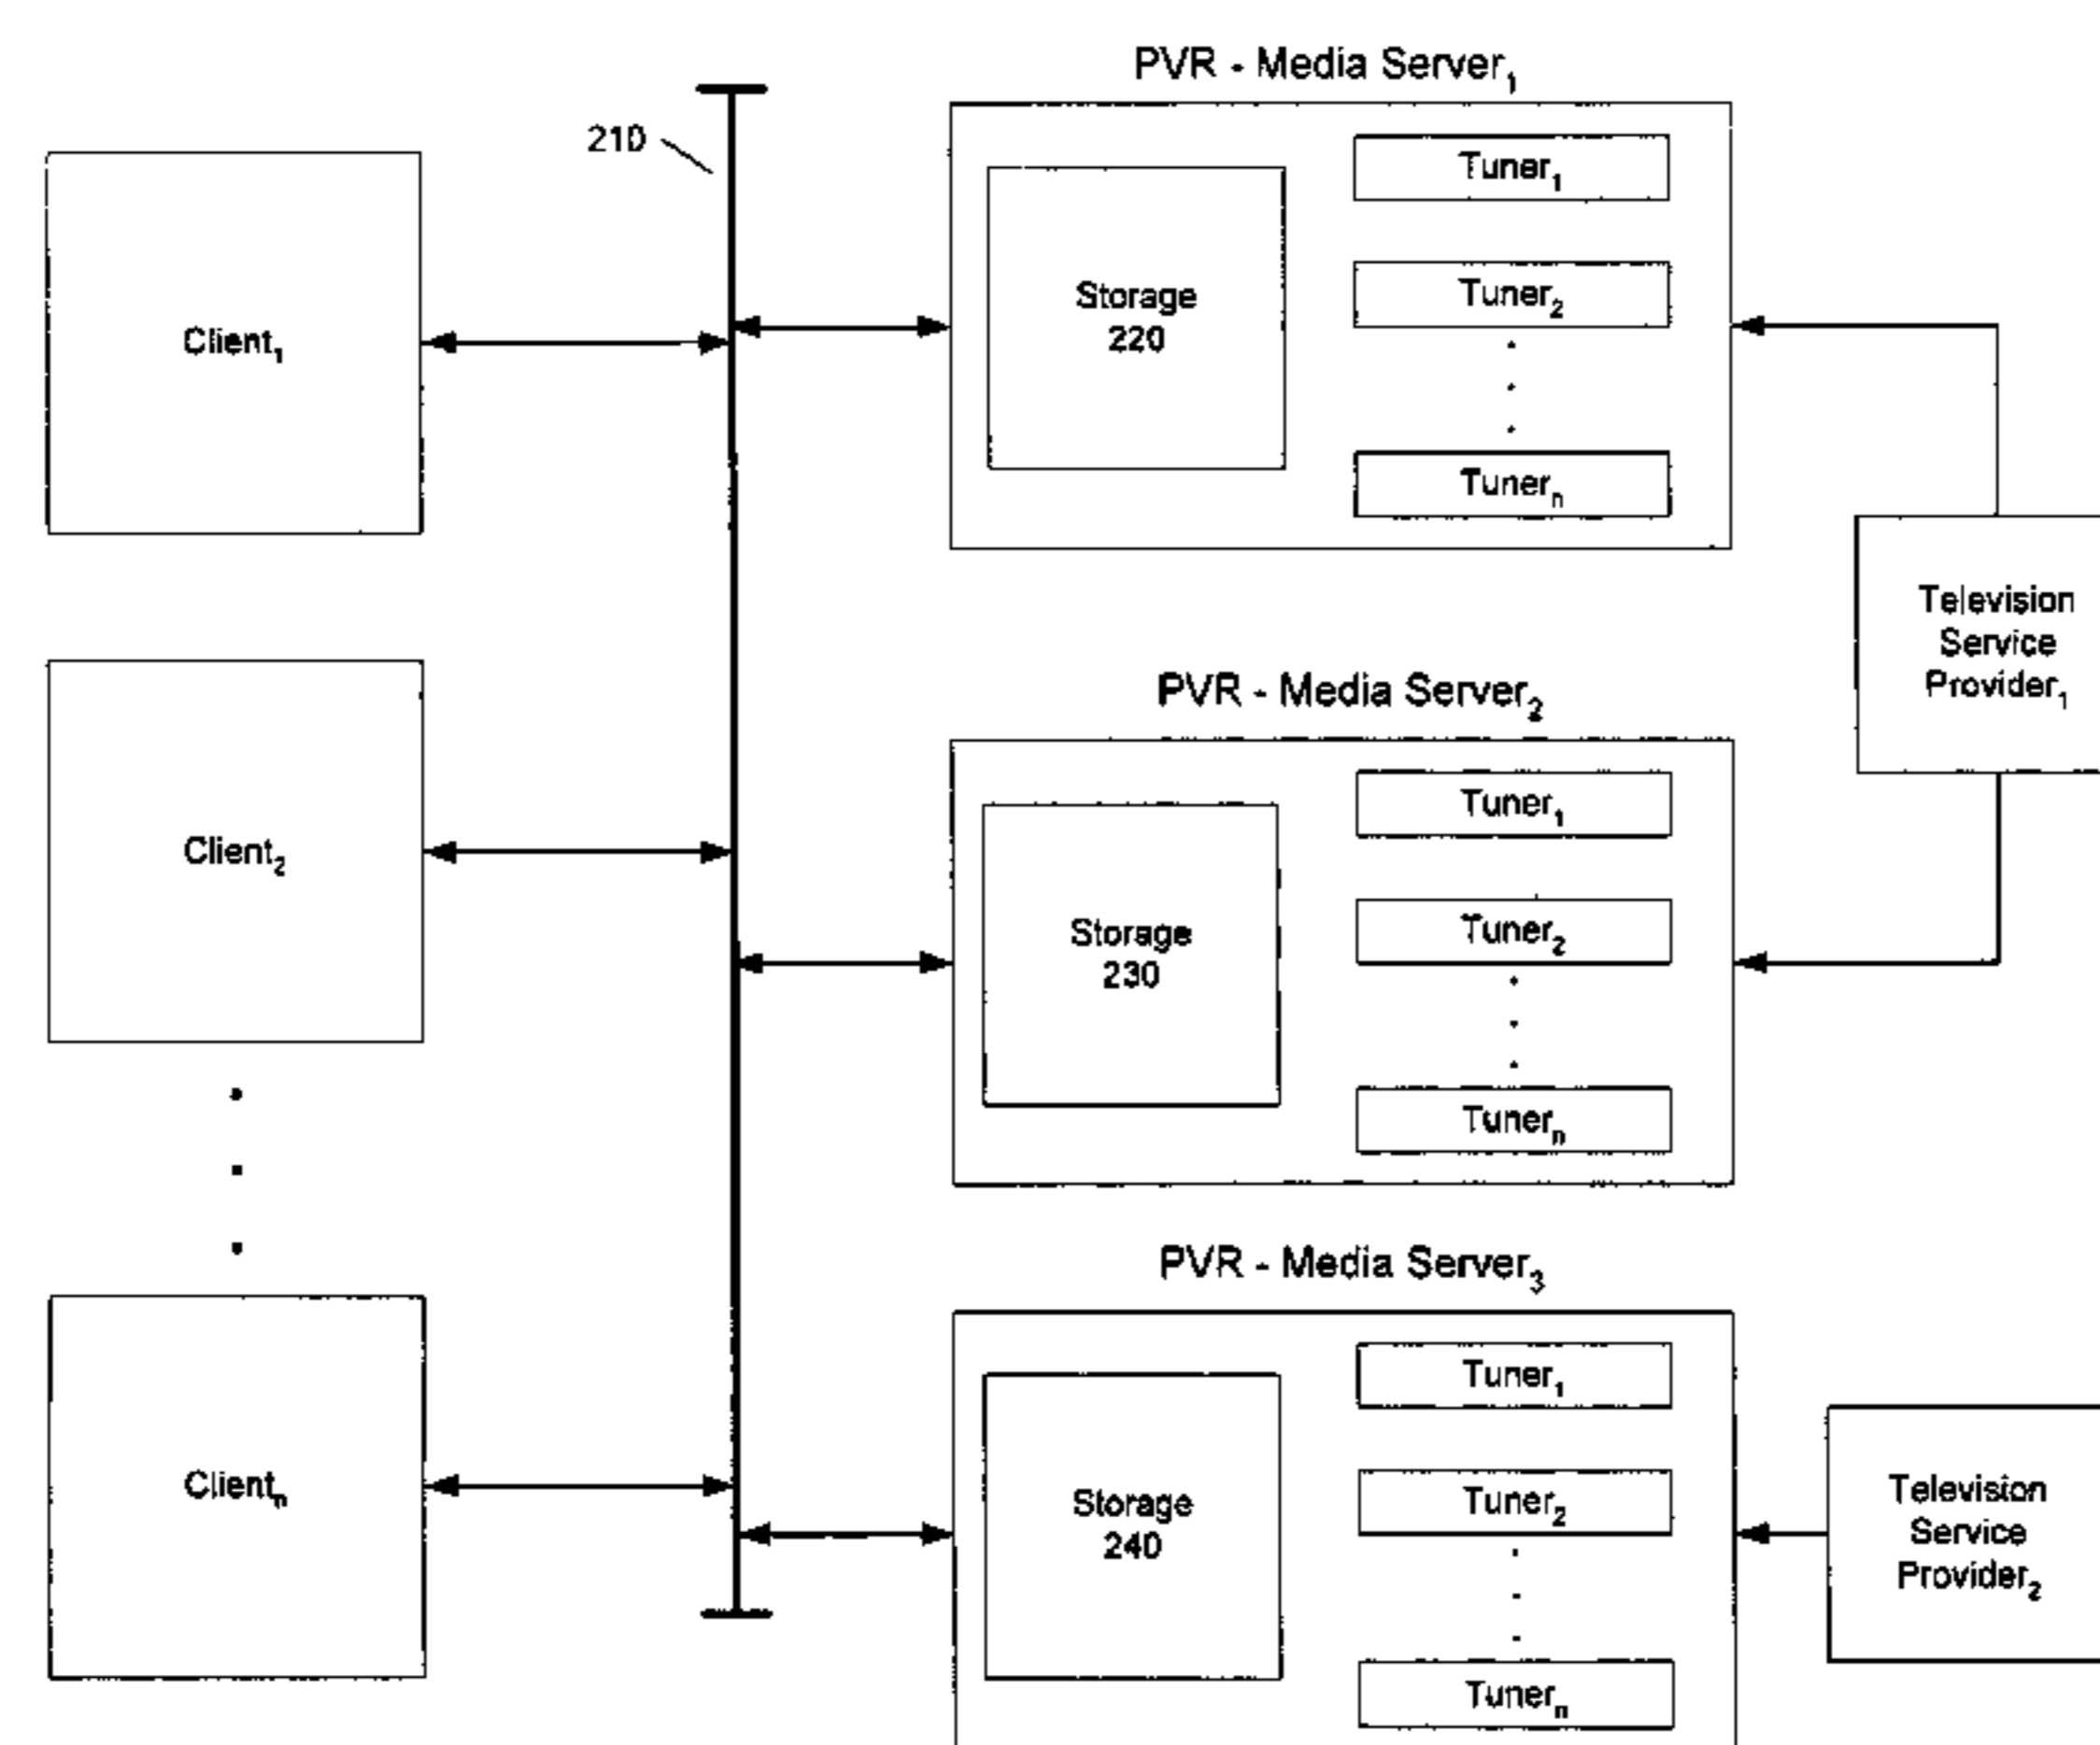 PVR - Media Server₁
210
Tuner₁
Client₁
Storage
220
Tuner₂
Tunerₙ
Television
Service
Provider₁
PVR - Media Server₂
Client₂
Storage
230
Tuner₁
Tuner₂
Tunerₙ
PVR - Media Server₃
Clientₙ
Storage
240
Tuner₁
Tuner₂
Tunerₙ
Television
Service
Provider₂